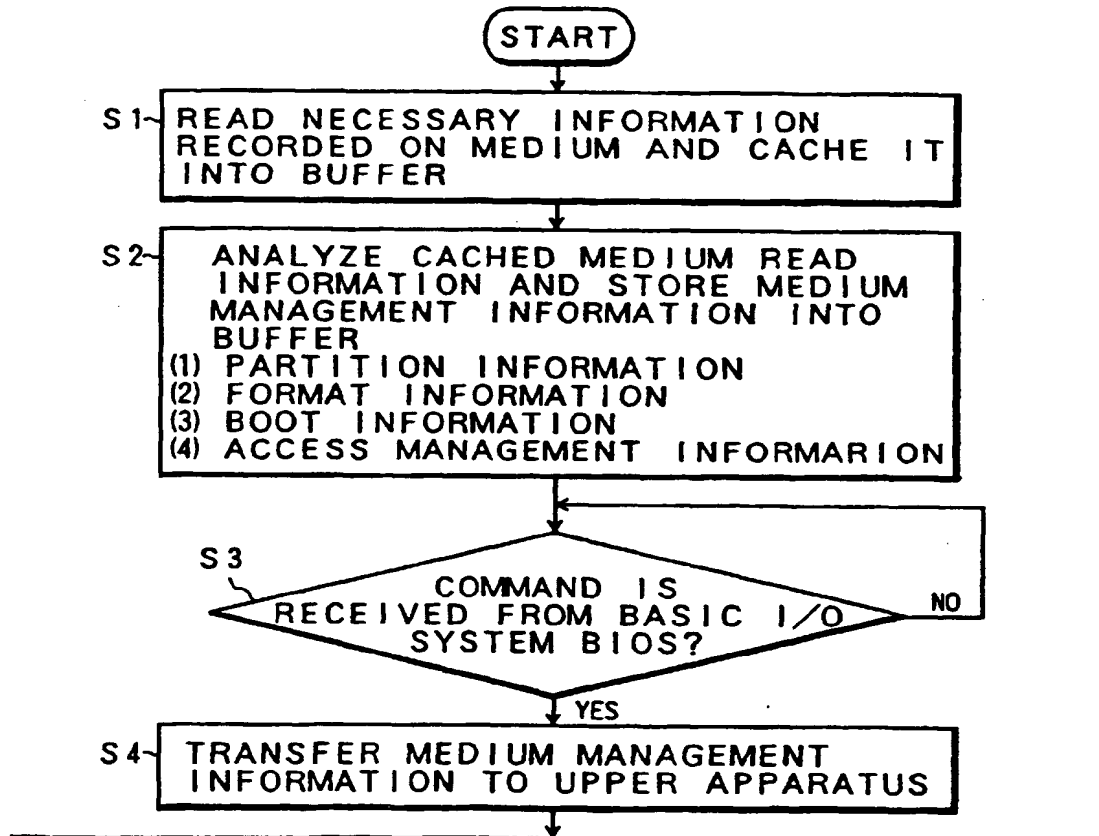 START
S1
READ NECESSARY INFORMATION
RECORDED ON MEDIUM AND CACHE IT
INTO BUFFER
S2
ANALYZE CACHED MEDIUM READ
INFORMATION AND STORE MEDIUM
MANAGEMENT INFORMATION INTO
BUFFER
(1) PARTITION INFORMATION
(2) FORMAT INFORMATION
(3) BOOT INFORMATION
(4) ACCESS MANAGEMENT INFORMARION
S3
COMMAND IS
RECEIVED FROM BASIC I/O
SYSTEM BIOS?
NO
YES
S4
TRANSFER MEDIUM MANAGEMENT
INFORMATION TO UPPER APPARATUS